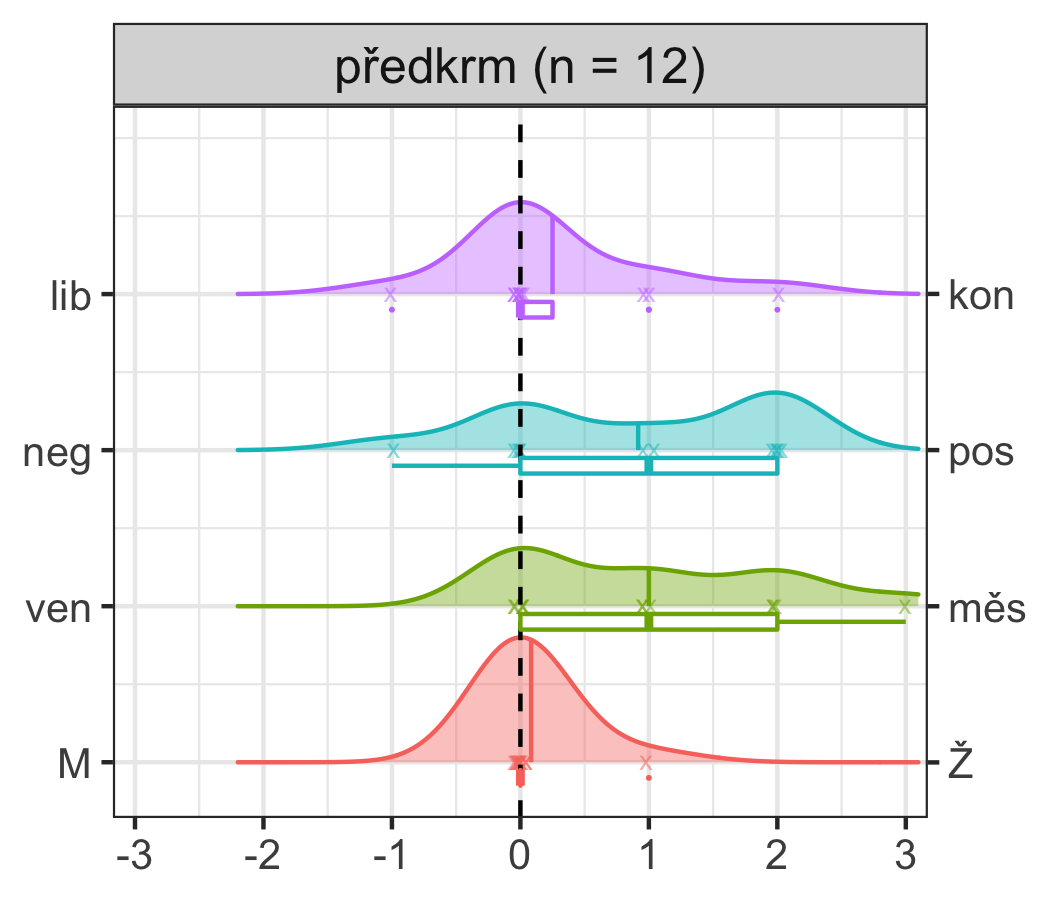 předkrm (n = 12)
lib kon
neg pos
ven měs
M Ž
-3 -2 -1 0 1 2 3